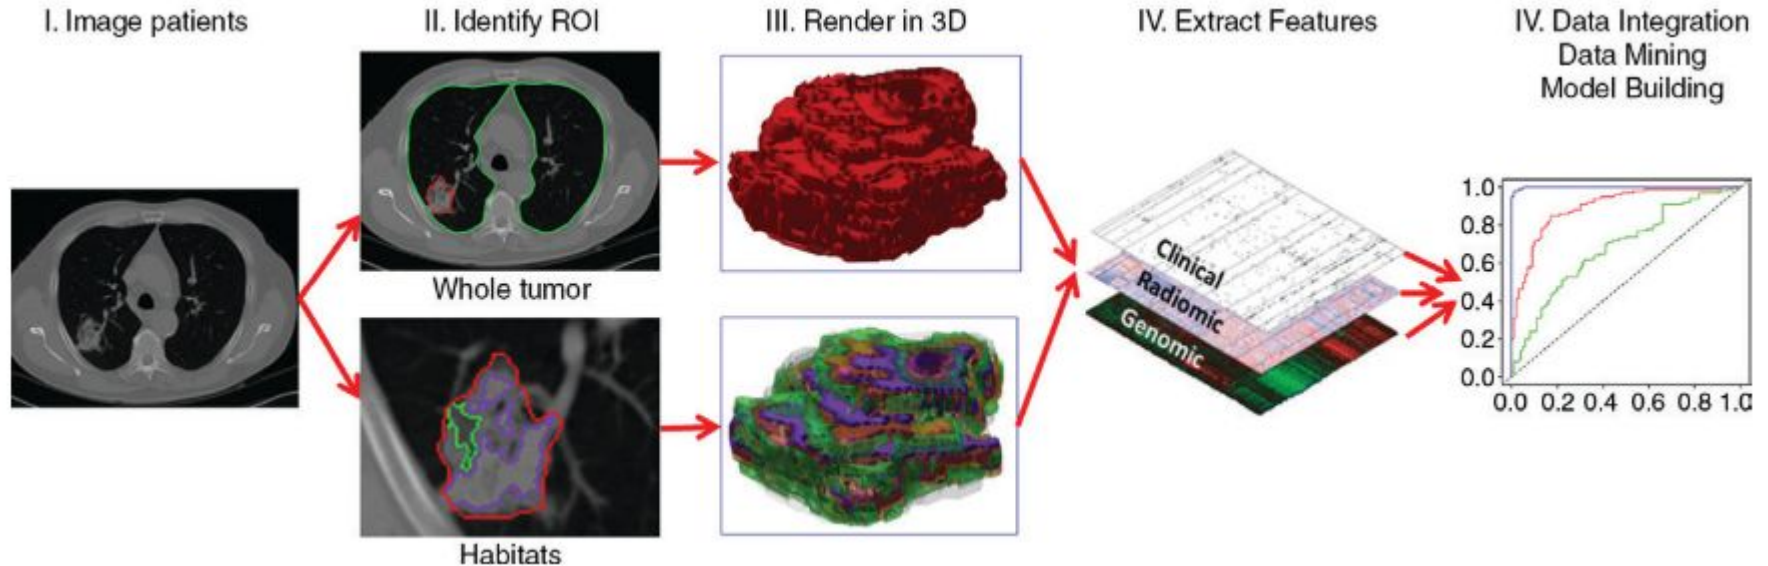 I. Image patients
II. Identify ROI
III. Render in 3D
IV. Extract Features
IV. Data Integration
Data Mining
Model Building
Whole tumor
Habitats
Clinical
Radiomic
Genomic
1.0
0.8
0.6
0.4
0.2
0.0
0.0 0.2 0.4 0.6 0.8 1.0